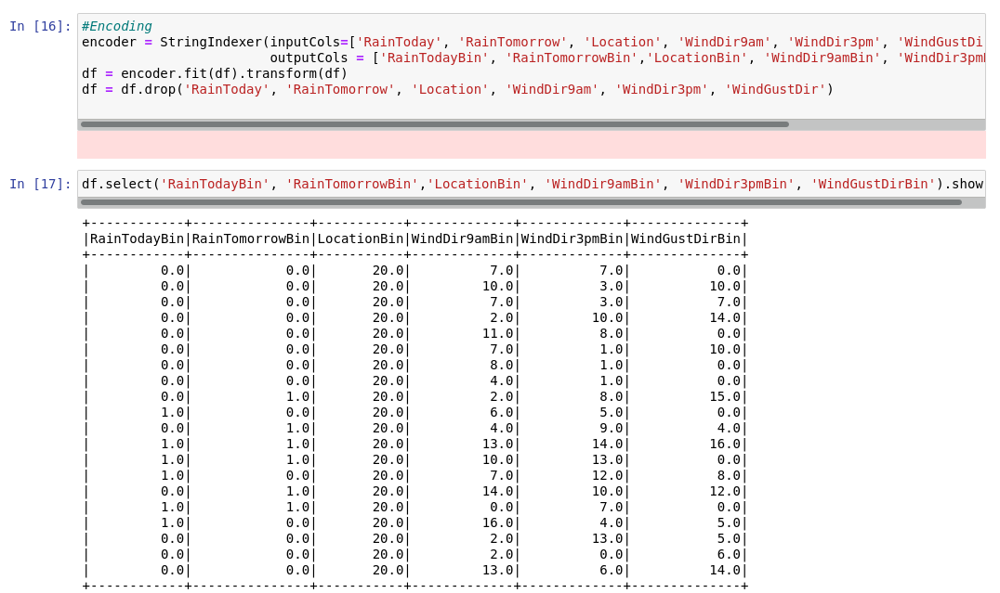 In [16]: #Encoding
encoder = StringIndexer(inputCols=['RainToday', 'RainTomorrow', 'Location', 'WindDir9am', 'WindDir3pm', 'WindGustDi
outputCols = ['RainTodayBin', 'RainTomorrowBin','LocationBin', 'WindDir9amBin', 'WindDir3pm
df = encoder.fit(df).transform(df)
df = df.drop('RainToday', 'RainTomorrow', 'Location', 'WindDir9am', 'WindDir3pm', 'WindGustDir')
In [17]: df.select('RainTodayBin', 'RainTomorrowBin','LocationBin', 'WindDir9amBin', 'WindDir3pmBin', 'WindGustDirBin').show
+------------+---------------+-----------+-------------+-------------+--------------+
|RainTodayBin|RainTomorrowBin|LocationBin|WindDir9amBin|WindDir3pmBin|WindGustDirBin|
+------------+---------------+-----------+-------------+-------------+--------------+
|         0.0|            0.0|       20.0|          7.0|          7.0|           0.0|
|         0.0|            0.0|       20.0|         10.0|          3.0|          10.0|
|         0.0|            0.0|       20.0|          7.0|          3.0|           7.0|
|         0.0|            0.0|       20.0|          2.0|         10.0|          14.0|
|         0.0|            0.0|       20.0|         11.0|          8.0|           0.0|
|         0.0|            0.0|       20.0|          7.0|          1.0|          10.0|
|         0.0|            0.0|       20.0|          8.0|          1.0|           0.0|
|         0.0|            0.0|       20.0|          4.0|          1.0|           0.0|
|         0.0|            1.0|       20.0|          2.0|          8.0|          15.0|
|         1.0|            0.0|       20.0|          6.0|          5.0|           0.0|
|         0.0|            1.0|       20.0|          4.0|          9.0|           4.0|
|         1.0|            1.0|       20.0|         13.0|         14.0|          16.0|
|         1.0|            1.0|       20.0|         10.0|         13.0|           0.0|
|         1.0|            0.0|       20.0|          7.0|         12.0|           8.0|
|         0.0|            1.0|       20.0|         14.0|         10.0|          12.0|
|         1.0|            1.0|       20.0|          0.0|          7.0|           0.0|
|         1.0|            0.0|       20.0|         16.0|          4.0|           5.0|
|         0.0|            0.0|       20.0|          2.0|         13.0|           5.0|
|         0.0|            0.0|       20.0|          2.0|          0.0|           6.0|
|         0.0|            0.0|       20.0|         13.0|          6.0|          14.0|
+------------+---------------+-----------+-------------+-------------+--------------+